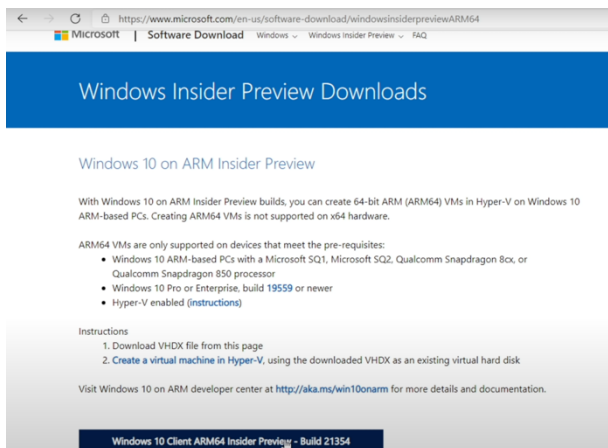 https://www.microsoft.com/en-us/software-download/windowsinsiderpreviewARM64
Microsoft | Software Download Windows Windows Insider Preview FAQ
Windows Insider Preview Downloads
Windows 10 on ARM Insider Preview
With Windows 10 on ARM Insider Preview builds, you can create 64-bit ARM (ARM64) VMs in Hyper-V on Windows 10
ARM-based PCs. Creating ARM64 VMs is not supported on x64 hardware.
ARM64 VMs are only supported on devices that meet the pre-requisites:
• Windows 10 ARM-based PCs with a Microsoft SQ1, Microsoft SQ2, Qualcomm Snapdragon 8cx, or
Qualcomm Snapdragon 850 processor
• Windows 10 Pro or Enterprise, build 19559 or newer
• Hyper-V enabled (instructions)
Instructions
1. Download VHDX file from this page
2. Create a virtual machine in Hyper-V, using the downloaded VHDX as an existing virtual hard disk
Visit Windows 10 on ARM developer center at http://aka.ms/win10onarm for more details and documentation.
Windows 10 Client ARM64 Insider Preview - Build 21354